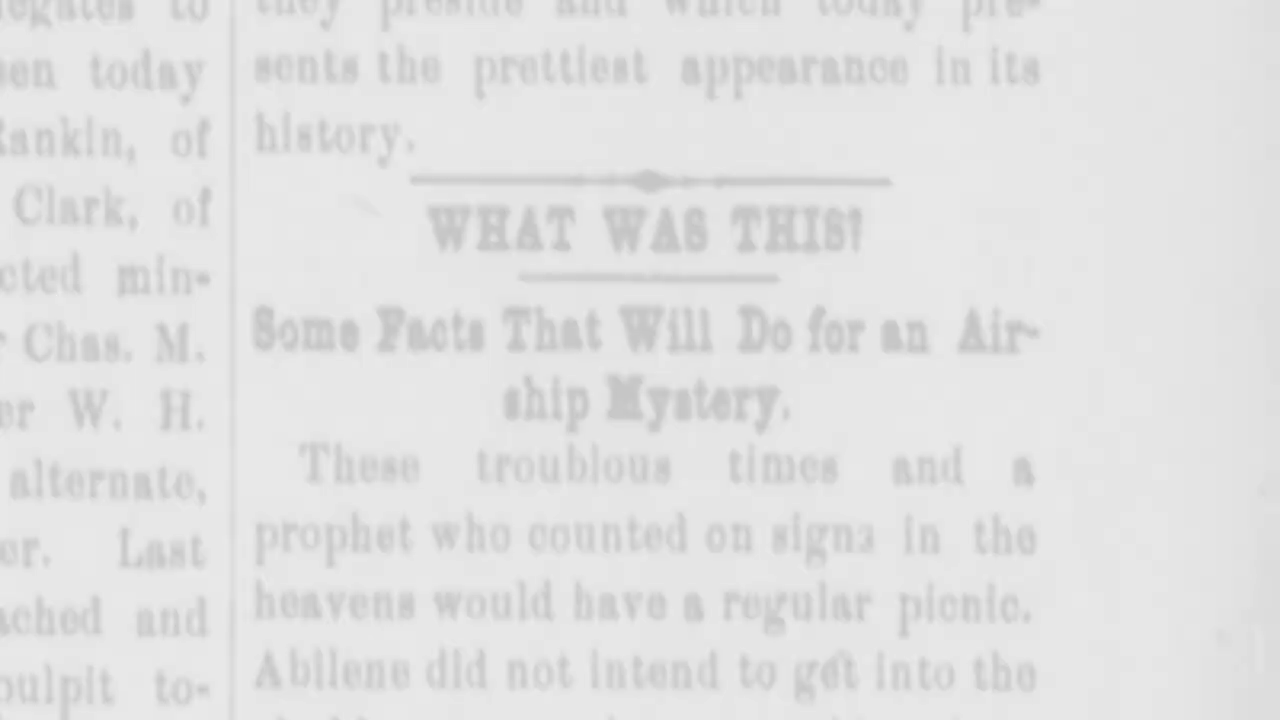 egates to
een today
Rankin, of
Clark, of
cted min-
r Chas. M.
er W. H.
alternate,
er. Last
ached and
pulpit to-
they preside and which today pre-
sents the prettiest appearance in its
history.
WHAT WAS THIS?
Some Facts That Will Do for an Air-
ship Mystery.
These troublous times and a
prophet who counted on signs in the
heavens would have a regular picnic.
Abilene did not intend to get into the